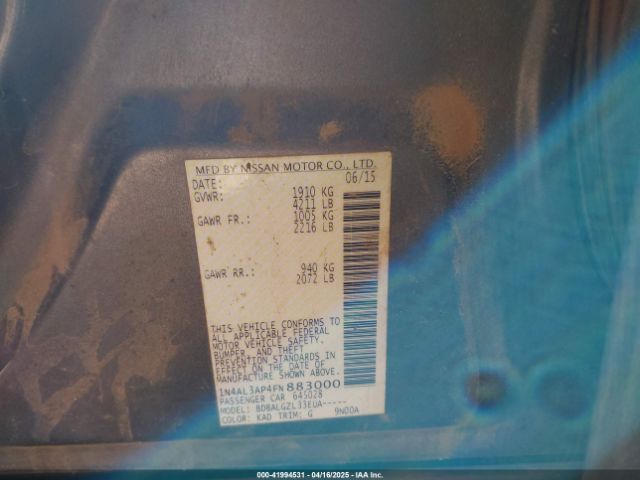 MFD BY NISSAN MOTOR CO., LTD.
DATE: 06/15
GVWR: 1910 KG
4211 LB
GAWR FR.: 1005 KG
2216 LB
GAWR RR.: 940 KG
2072 LB
THIS VEHICLE CONFORMS TO
ALL APPLICABLE FEDERAL
MOTOR VEHICLE SAFETY,
BUMPER, AND THEFT
PREVENTION STANDARDS IN
EFFECT ON THE DATE OF
MANUFACTURE SHOWN ABOVE.
1N4AL3AP4FN883000
PASSENGER CAR 645028
MODEL: BDBALGZL33EUA-----
COLOR: KAD TRIM: G 9N00A
000-41994531 - 04/16/2025 - IAA Inc.